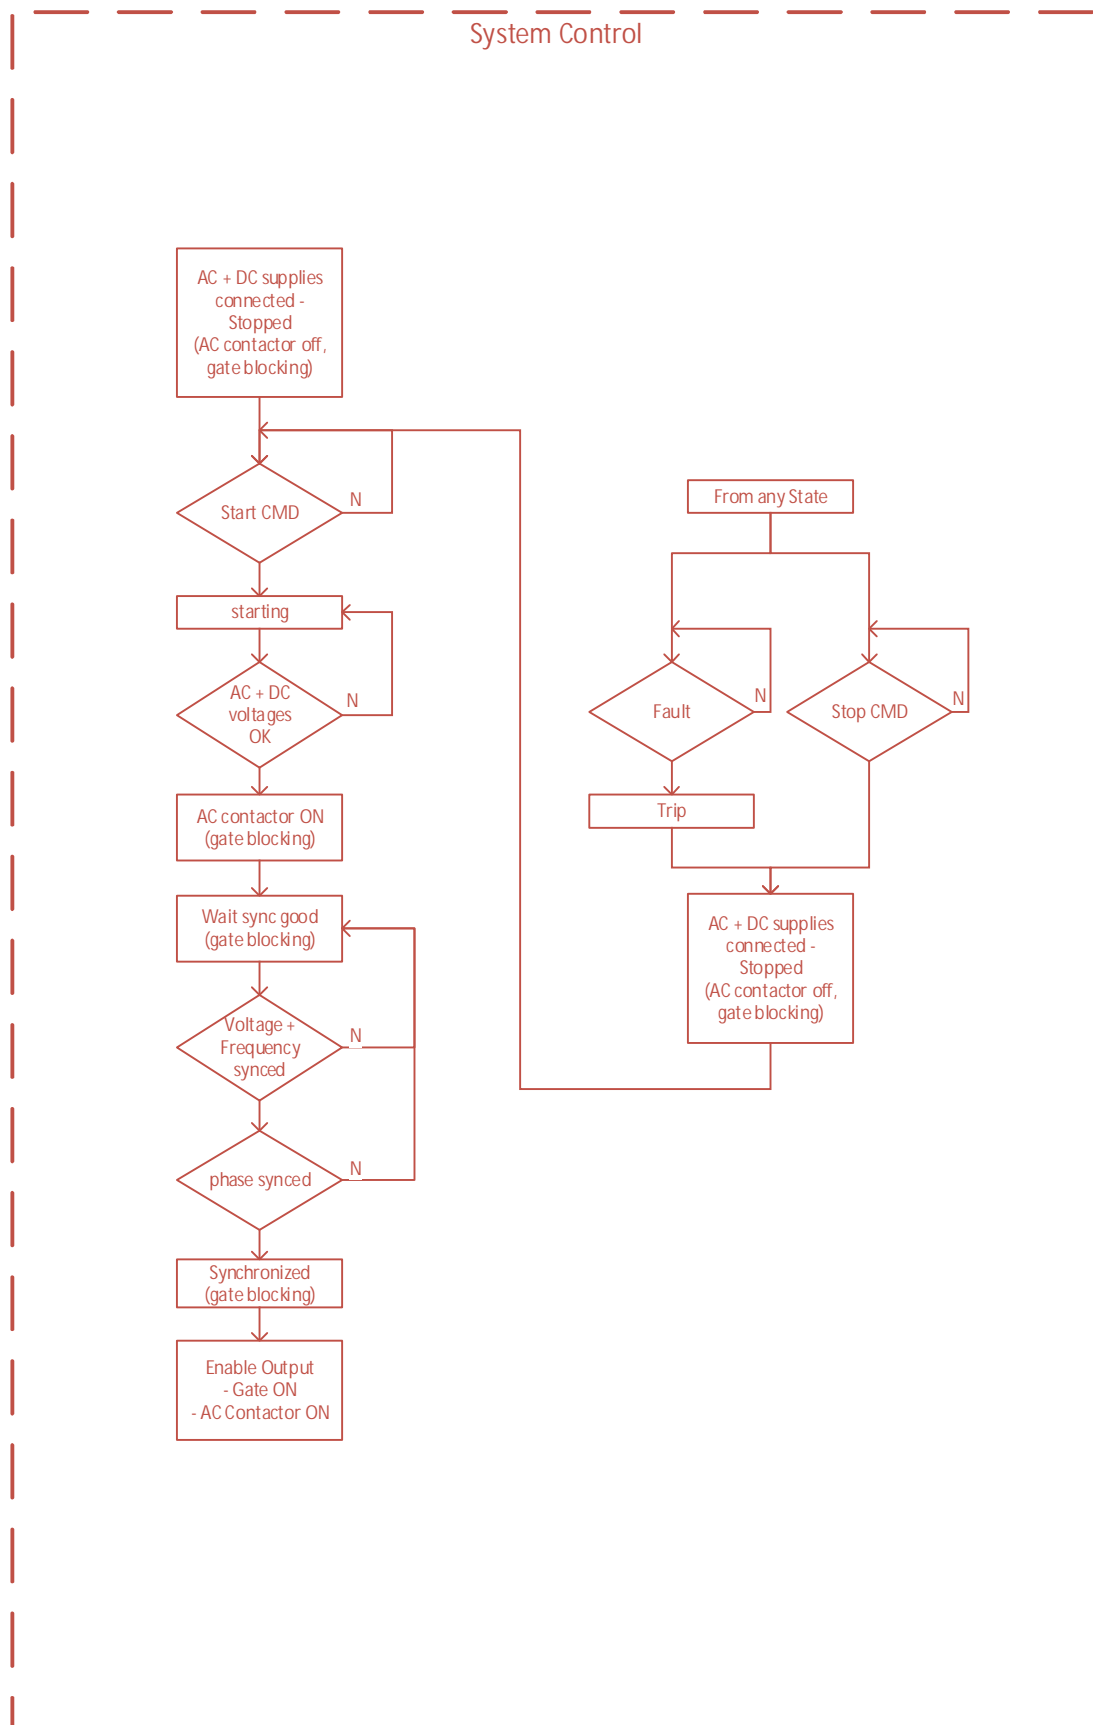 System Control
AC + DC supplies
connected -
Stopped
(AC contactor off,
gate blocking)
Start CMD
N
starting
AC + DC
voltages
OK
N
AC contactor ON
(gate blocking)
Wait sync good
(gate blocking)
Voltage +
Frequency
synced
N
phase synced
N
Synchronized
(gate blocking)
Enable Output
- Gate ON
- AC Contactor ON
From any State
Fault
N
Stop CMD
N
Trip
AC + DC supplies
connected -
Stopped
(AC contactor off,
gate blocking)